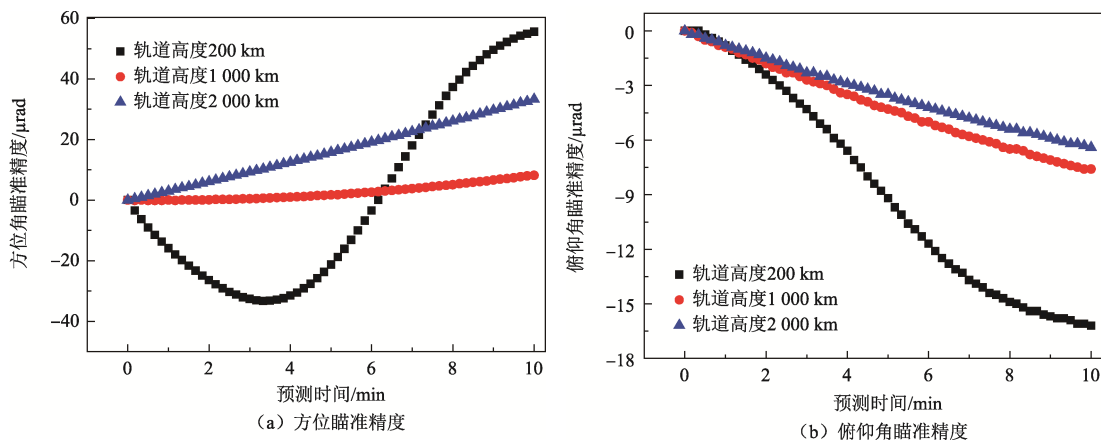 60
40
20
0
-20
-40
方位角瞄准精度/μrad
轨道高度200 km
轨道高度1 000 km
轨道高度2 000 km
0 2 4 6 8 10
预测时间/min
(a) 方位瞄准精度
0
-3
-6
-9
-12
-15
-18
俯仰角瞄准精度/μrad
轨道高度200 km
轨道高度1 000 km
轨道高度2 000 km
0 2 4 6 8 10
预测时间/min
(b) 俯仰角瞄准精度